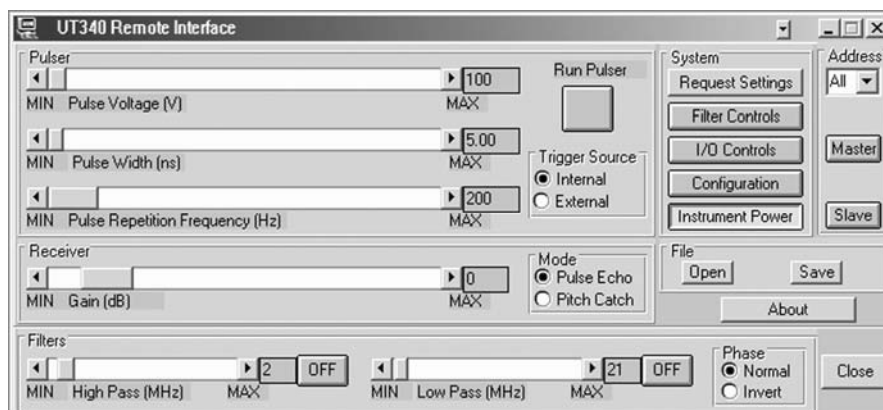 UT340 Remote Interface
Pulser
100
MIN Pulse Voltage (V) MAX
5.00
MIN Pulse Width (ns) MAX
200
MIN Pulse Repetition Frequency (Hz) MAX
Run Pulser
Trigger Source
Internal
External
System
Request Settings
Filter Controls
I/O Controls
Configuration
Instrument Power
Address
All
Master
Slave
Receiver
0
MIN Gain (dB) MAX
Mode
Pulse Echo
Pitch Catch
File
Open Save
About
Filters
2 OFF
MIN High Pass (MHz) MAX
21 OFF
MIN Low Pass (MHz) MAX
Phase
Normal
Invert
Close